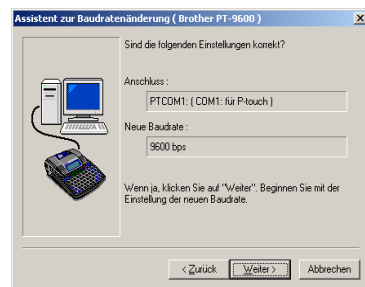 Assistent zur Baudratenänderung ( Brother PT-9600 )
Sind die folgenden Einstellungen korrekt?
Anschluss :
PTCOM1: ( COM1: für P-touch )
Neue Baudrate :
9600 bps
Wenn ja, klicken Sie auf "Weiter". Beginnen Sie mit der
Einstellung der neuen Baudrate.
< Zurück
Weiter >
Abbrechen